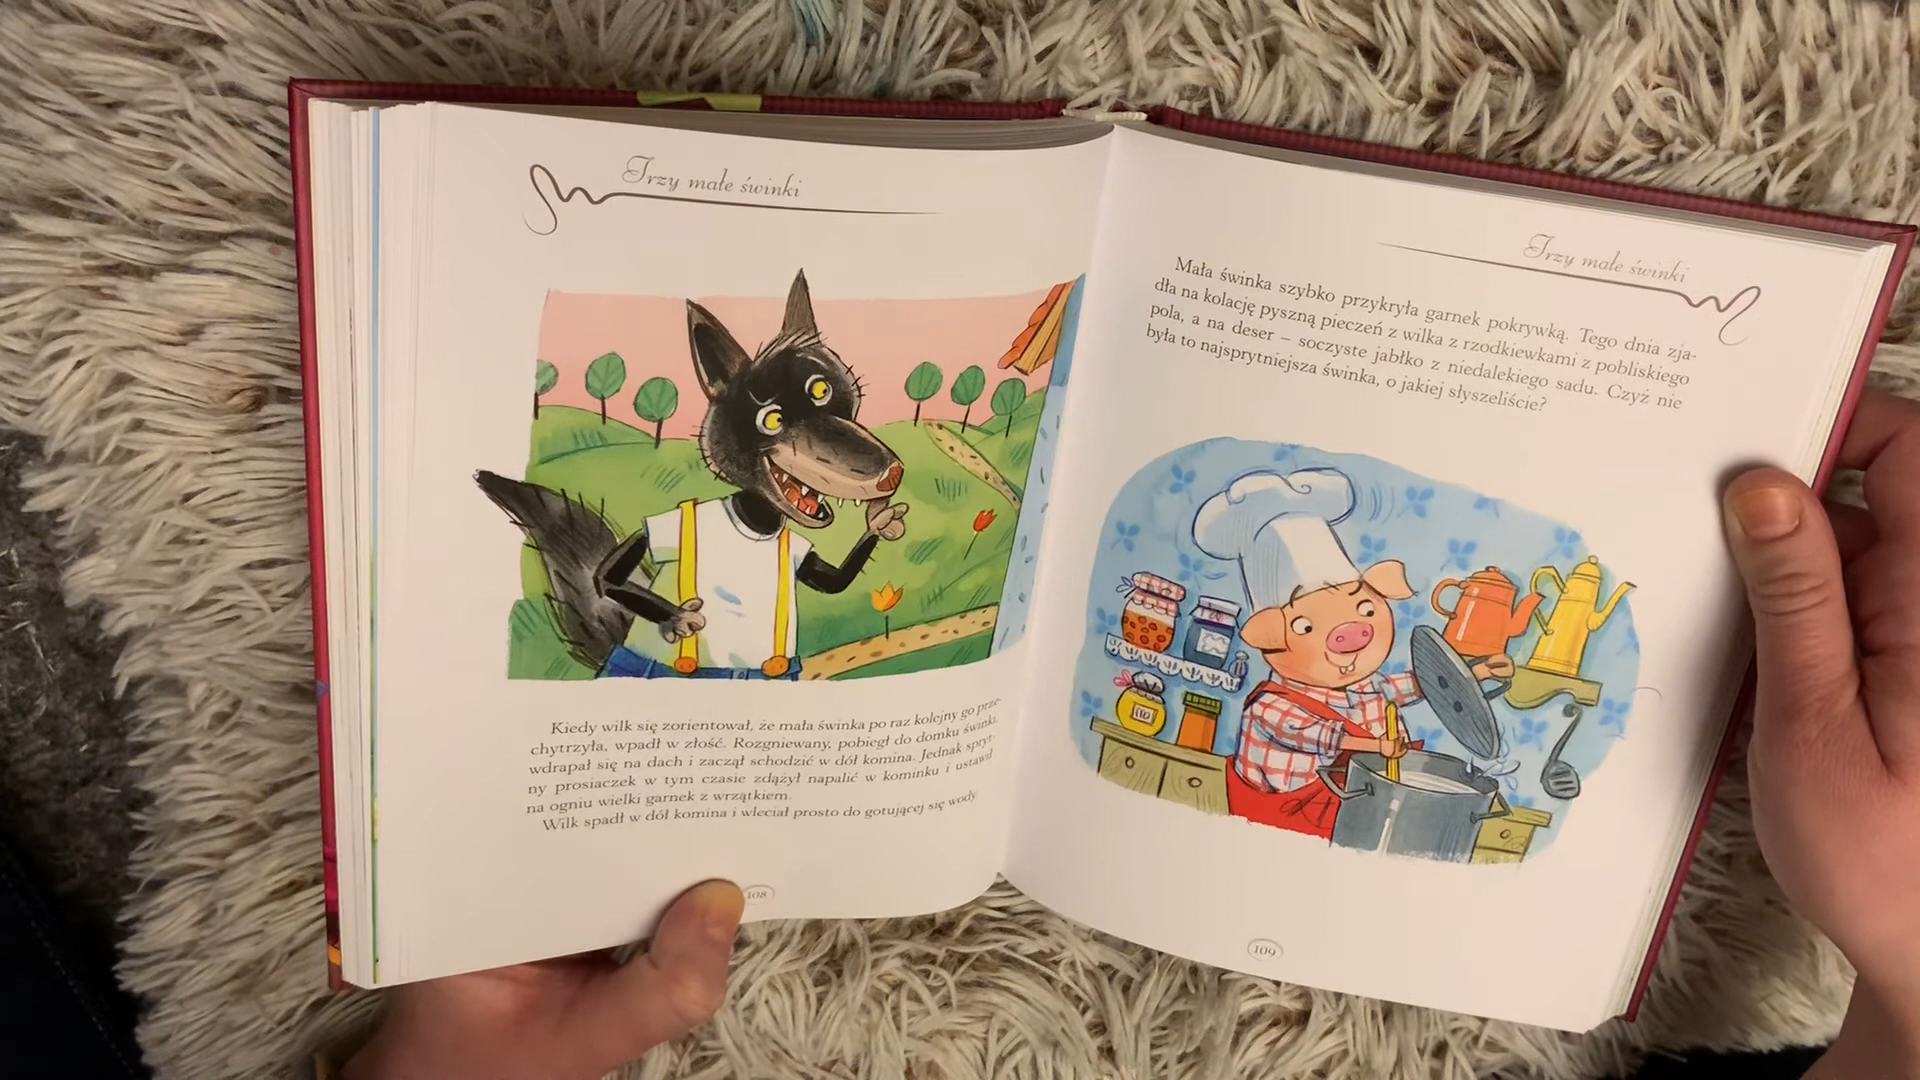 Trzy małe świnki
Kiedy wilk się zorientował, że mała świnka po raz kolejny go prze-
chytrzyła, wpadł w złość. Rozgniewany, pobiegł do domku świnki,
wdrapał się na dach i zaczął schodzić w dół komina. Jednak spryt-
ny prosiaczek w tym czasie zdążył napalić w kominku i ustawił
na ogniu wielki garnek z wrzątkiem.
Wilk spadł w dół komina i wleciał prosto do gotującej się wody.
108
Trzy małe świnki
Mała świnka szybko przykryła garnek pokrywką. Tego dnia zja-
dła na kolację pyszną pieczeń z wilka z rzodkiewkami z pobliskiego
pola, a na deser – soczyste jabłko z niedalekiego sadu. Czyż nie
była to najsprytniejsza świnka, o jakiej słyszeliście?
109